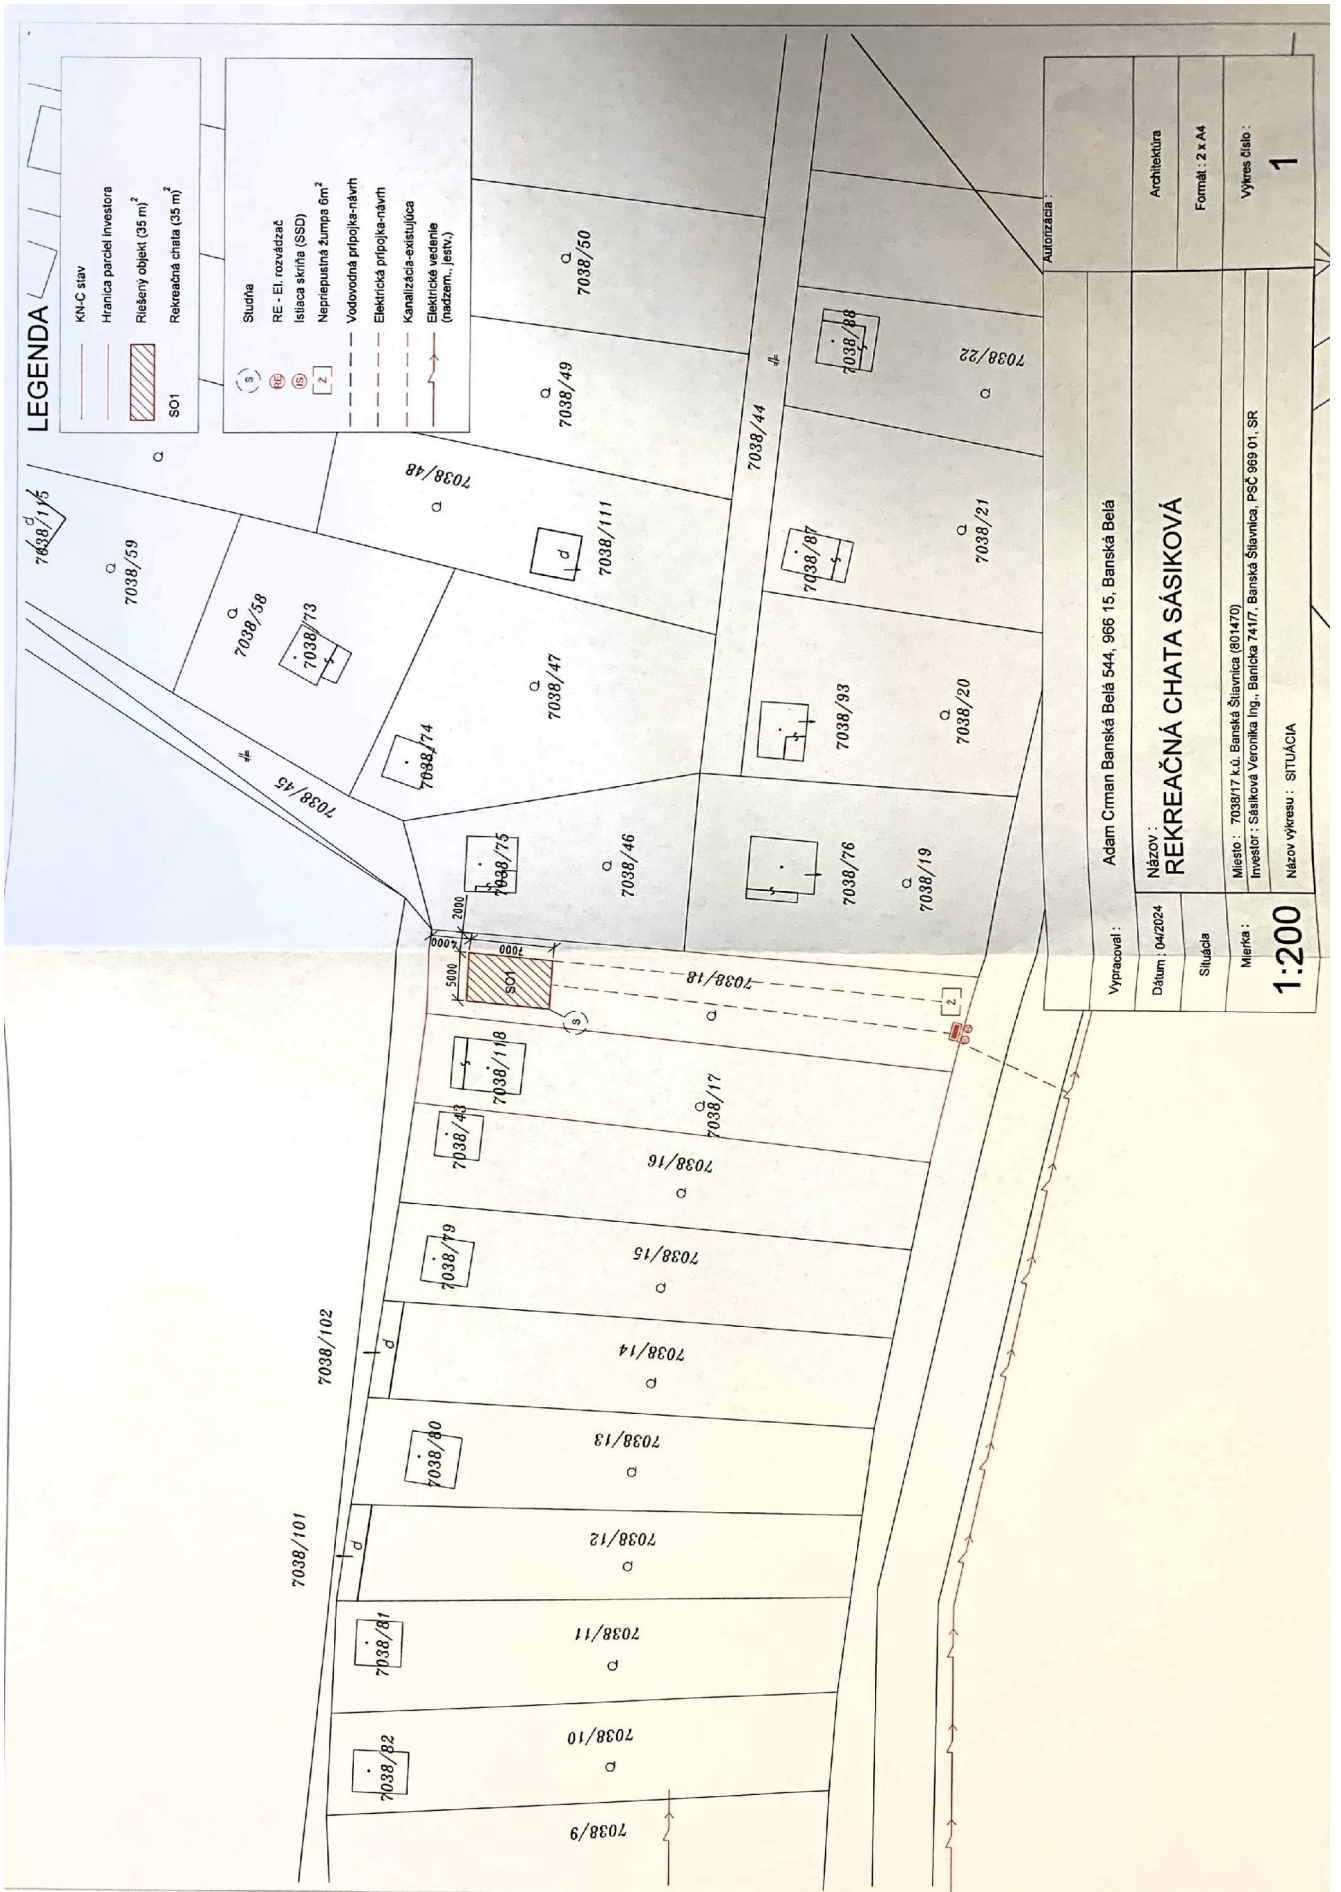 LEGENDA
KN-C stav
Hranica parciel investora
Riešený objekt (35 m)²
SO1
Rekreačná chata (35 m)²
S
Studňa
RE
RE - El. rozvádzač
IS
Istiaca skriňa (SSD)
Z
Nepriepustná žumpa 6m²
Vodovodná prípojka-návrh
Elektrická prípojka-návrh
Kanalizácia-existujúca
Elektrické vedenie
(nadzem., jestv.)
7038/115
d
7038/59
7038/58
7038/73
7038/45
7038/74
7038/47
7038/48
d
7038/111
7038/49
7038/50
7038/44
7038/88
7038/22
7038/87
7038/21
7038/93
7038/20
7038/75
7038/46
7038/76
7038/19
2000
4000
5000
7000
SO1
S
7038/18
Z
7038/118
7038/17
7038/43
7038/16
7038/79
7038/15
7038/102
d
7038/14
7038/80
7038/13
7038/101
d
7038/12
7038/81
7038/11
7038/82
7038/10
7038/9
Vypracoval :
Adam Crman Banská Belá 544, 966 15, Banská Belá
Autorizácia :
Dátum : 04/2024
Názov :
REKREAČNÁ CHATA SÁSIKOVÁ
Architektúra
Situácia
Formát : 2 x A4
Mierka :
1:200
Miesto : 7038/17 k.ú. Banská Štiavnica (801470)
Investor : Sásiková Veronika Ing., Banícka 741/7, Banská Štiavnica, PSČ 969 01, SR
Názov výkresu : SITUÁCIA
Výkres číslo :
1